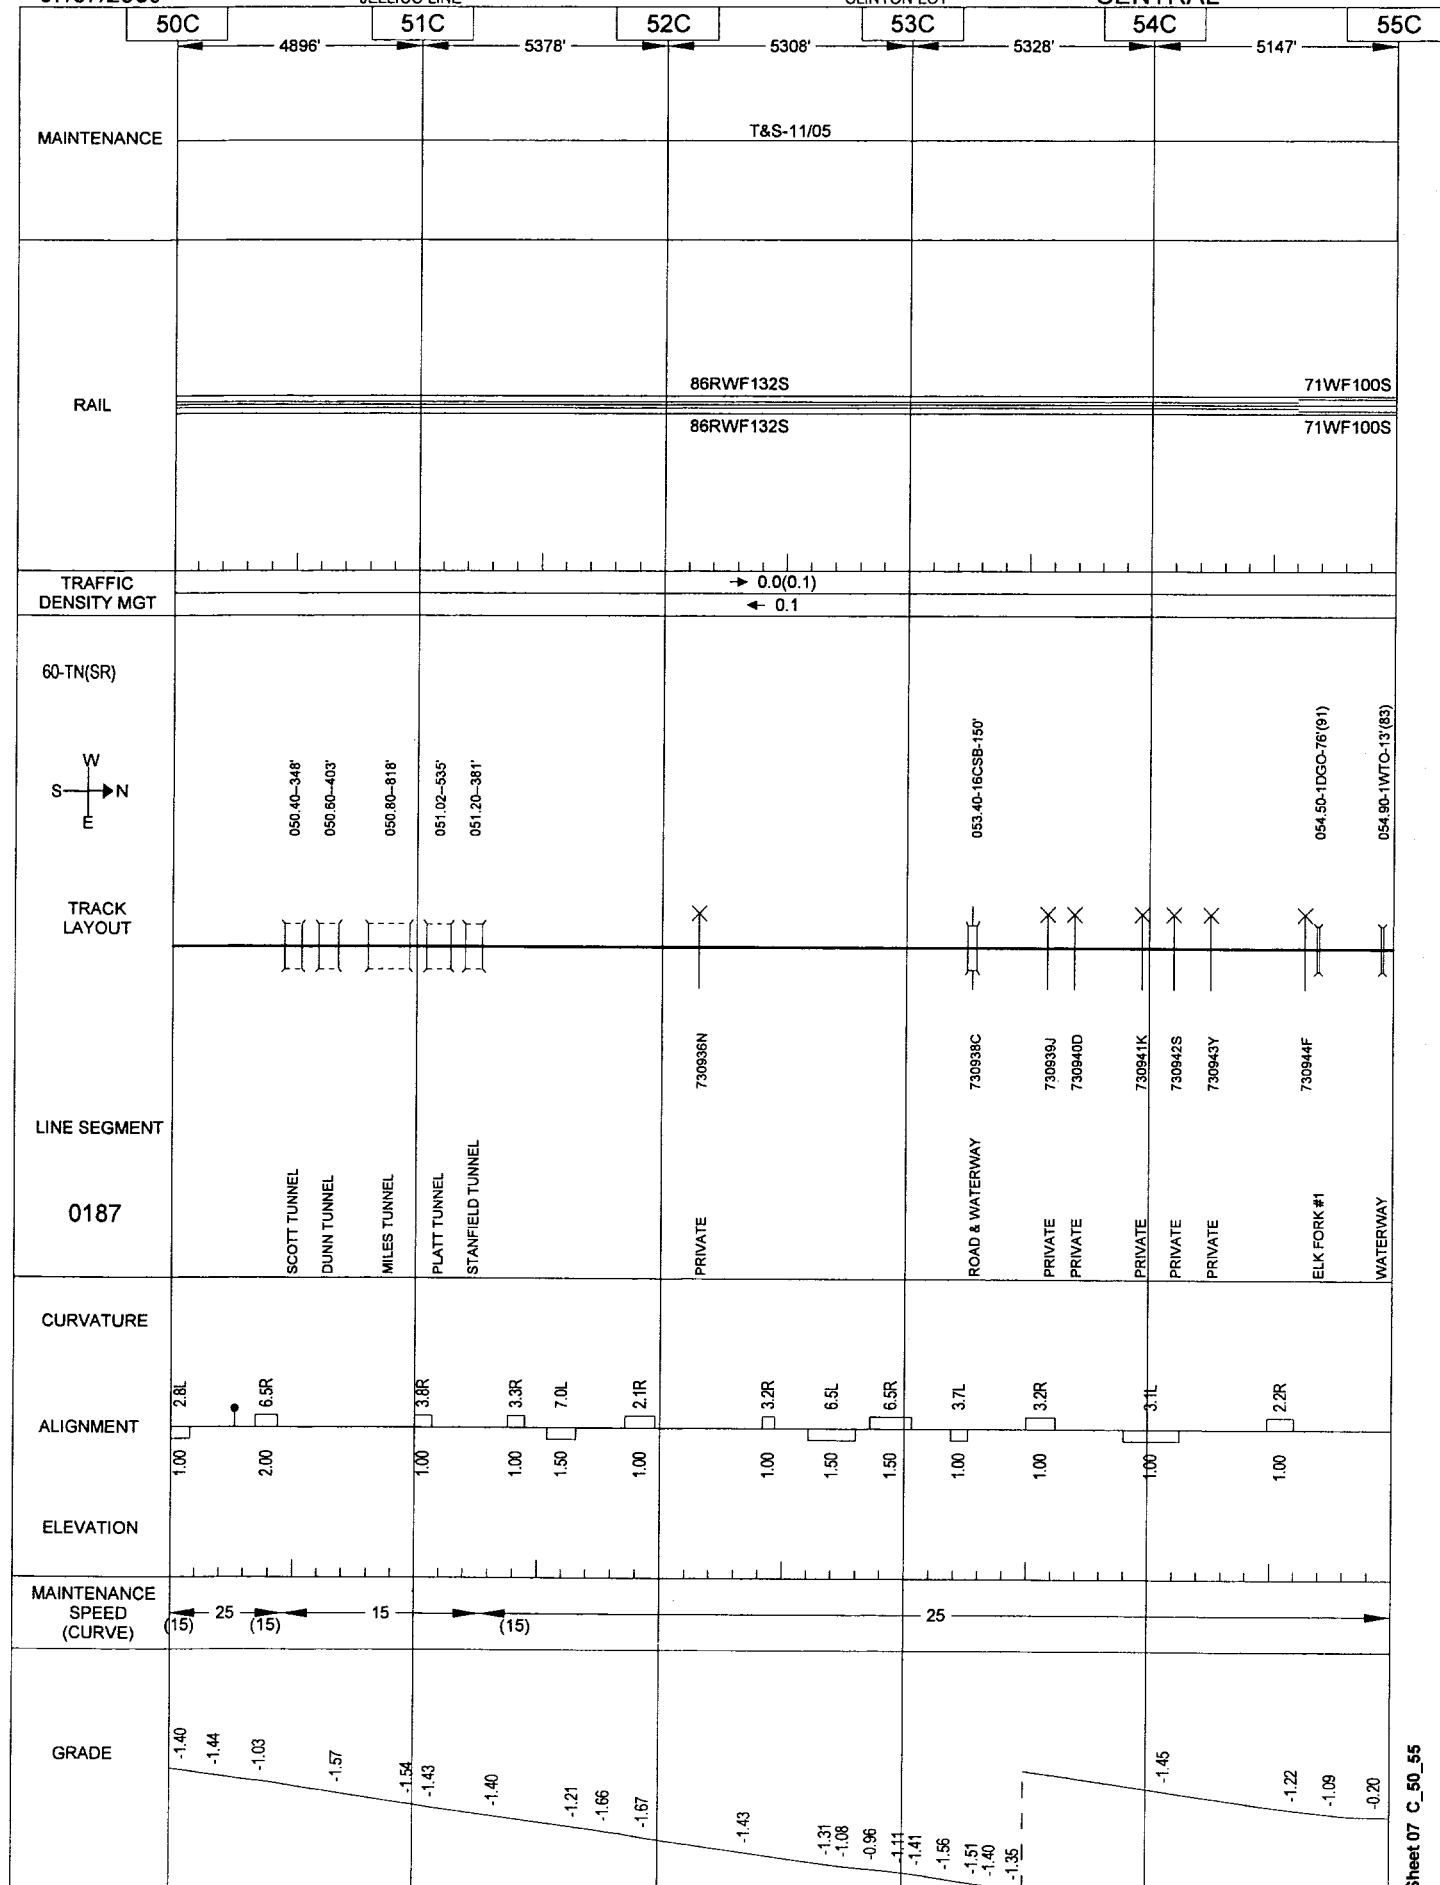 50C 51C 52C 53C 54C 55C
4896' 5378' 5308' 5328' 5147'
MAINTENANCE
T&S-11/05
RAIL
86RWF132S 71WF100S
86RWF132S 71WF100S
TRAFFIC
DENSITY MGT
→ 0.0(0.1)
← 0.1
60-TN(SR)
W
S N
E
050.40--348'
050.60--403'
050.80--818'
051.02--535'
051.20--381'
053.40-16CSB-150'
054.50-1DGO-76'(91)
054.90-1WTO-13'(83)
TRACK
LAYOUT
730936N
730938C
730939J
730940D
730941K
730942S
730943Y
730944F
LINE SEGMENT
0187
SCOTT TUNNEL
DUNN TUNNEL
MILES TUNNEL
PLATT TUNNEL
STANFIELD TUNNEL
PRIVATE
ROAD & WATERWAY
PRIVATE
PRIVATE
PRIVATE
PRIVATE
PRIVATE
ELK FORK #1
WATERWAY
CURVATURE
2.8L 6.5R 3.8R 3.3R 7.0L 2.1R 3.2R 6.5L 6.5R 3.7L 3.2R 3.1L 2.2R
ALIGNMENT
1.00 2.00 1.00 1.00 1.50 1.00 1.00 1.50 1.50 1.00 1.00 1.00 1.00
ELEVATION
MAINTENANCE
SPEED
(CURVE)
(15) 25 (15) 15 (15) 25
GRADE
-1.40
-1.44
-1.03
-1.57
-1.54
-1.43
-1.40
-1.21
-1.66
-1.67
-1.43
-1.31
-1.08
-0.96
-1.11
-1.41
-1.56
-1.51
-1.40
-1.35
-1.45
-1.22
-1.09
-0.20
Sheet 07 C_50_55